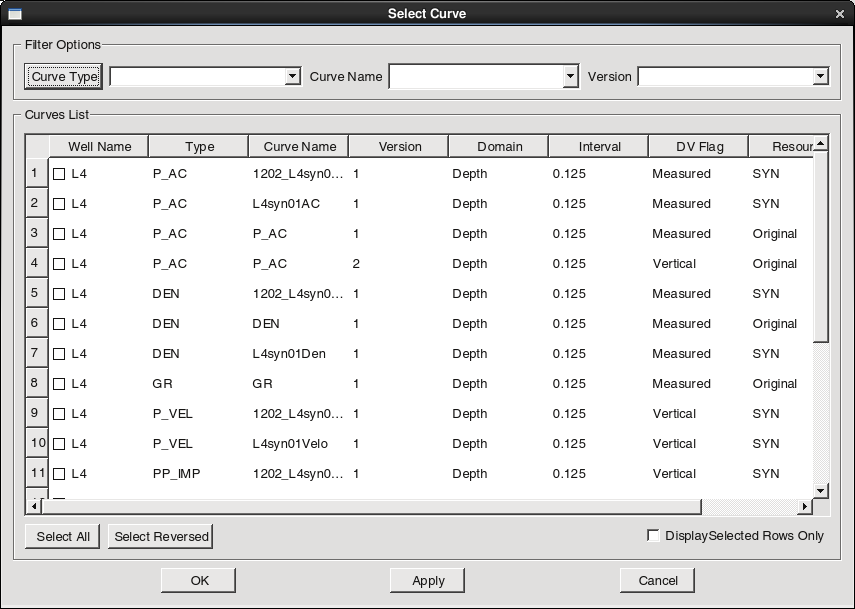 Select Curve
Filter Options
Curve Type Curve Name Version
Curves List
Well Name Type Curve Name Version Domain Interval DV Flag Resour
1 L4 P_AC 1202_L4syn0... 1 Depth 0.125 Measured SYN
2 L4 P_AC L4syn01AC 1 Depth 0.125 Measured SYN
3 L4 P_AC P_AC 1 Depth 0.125 Measured Original
4 L4 P_AC P_AC 2 Depth 0.125 Vertical Original
5 L4 DEN 1202_L4syn0... 1 Depth 0.125 Measured SYN
6 L4 DEN DEN 1 Depth 0.125 Measured Original
7 L4 DEN L4syn01Den 1 Depth 0.125 Measured SYN
8 L4 GR GR 1 Depth 0.125 Measured Original
9 L4 P_VEL 1202_L4syn0... 1 Depth 0.125 Vertical SYN
10 L4 P_VEL L4syn01Velo 1 Depth 0.125 Vertical SYN
11 L4 PP_IMP 1202_L4syn0... 1 Depth 0.125 Vertical SYN
Select All Select Reversed DisplaySelected Rows Only
OK Apply Cancel